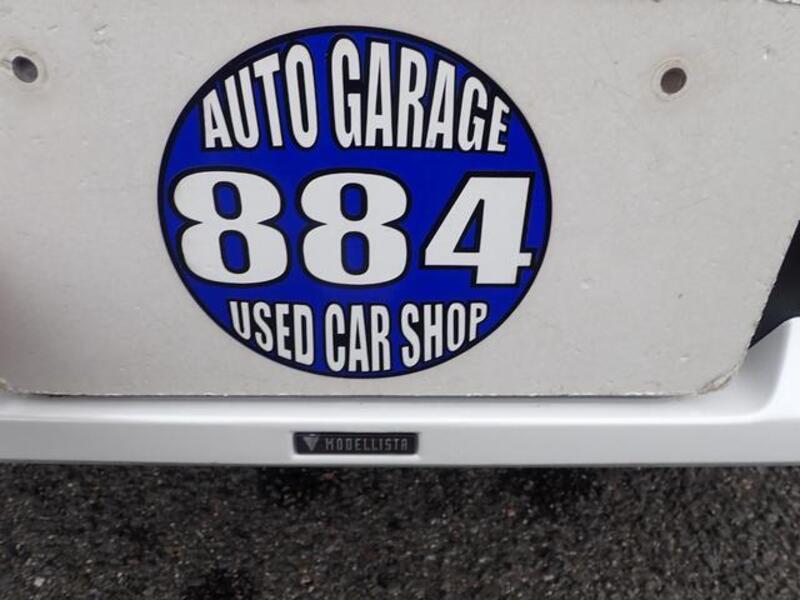 AUTO GARAGE
884
USED CAR SHOP
MODELLISTA